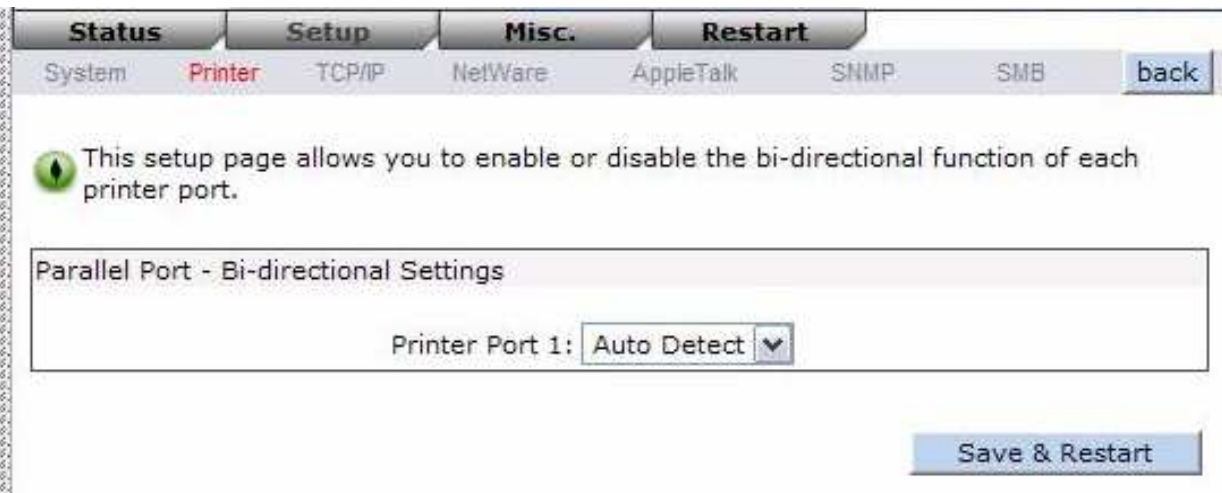 Status Setup Misc. Restart
System Printer TCP/IP NetWare AppleTalk SNMP SMB back
This setup page allows you to enable or disable the bi-directional function of each
printer port.
Parallel Port - Bi-directional Settings
Printer Port 1: Auto Detect
Save & Restart